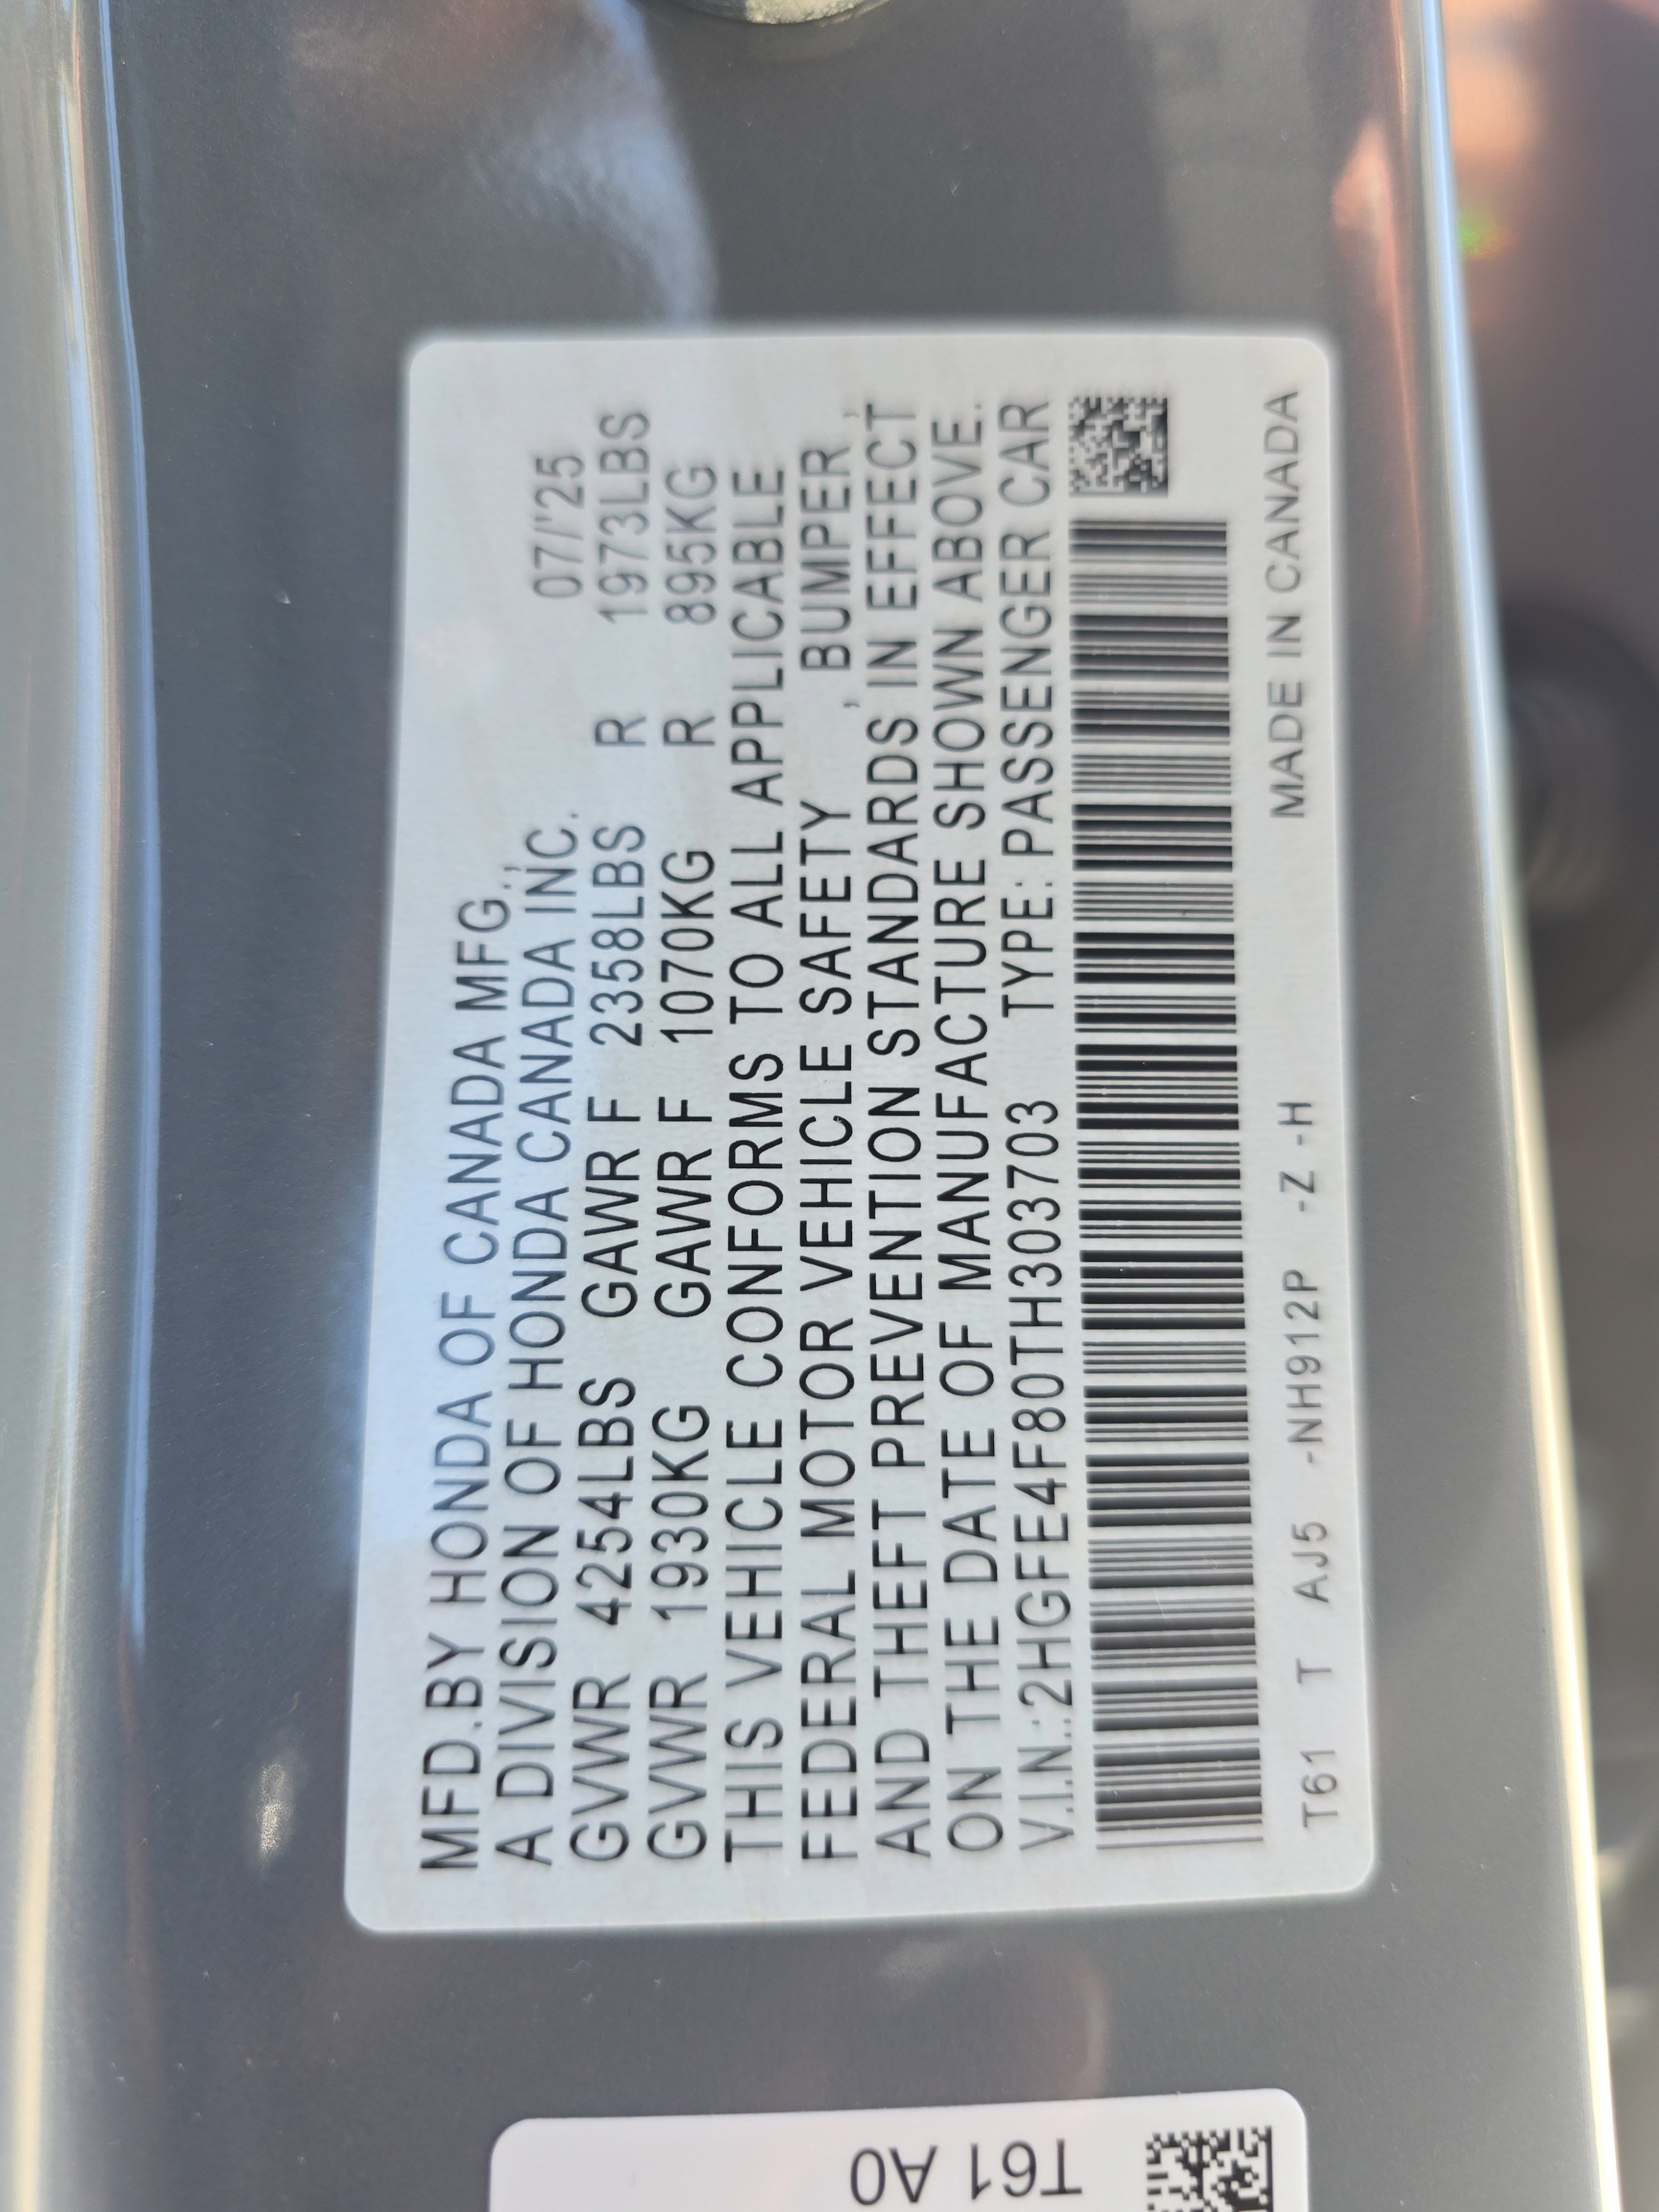 MFD.BY HONDA OF CANADA MFG.,
A DIVISION OF HONDA CANADA INC. 07/'25
GVWR 4254LBS GAWR F 2358LBS R 1973LBS
GVWR 1930KG GAWR F 1070KG R 895KG
THIS VEHICLE CONFORMS TO ALL APPLICABLE
FEDERAL MOTOR VEHICLE SAFETY , BUMPER ,
AND THEFT PREVENTION STANDARDS IN EFFECT
ON THE DATE OF MANUFACTURE SHOWN ABOVE.
V.I.N.:2HGFE4F80TH303703 TYPE: PASSENGER CAR
T61 T AJ5 -NH912P -Z -H MADE IN CANADA
T61 A0